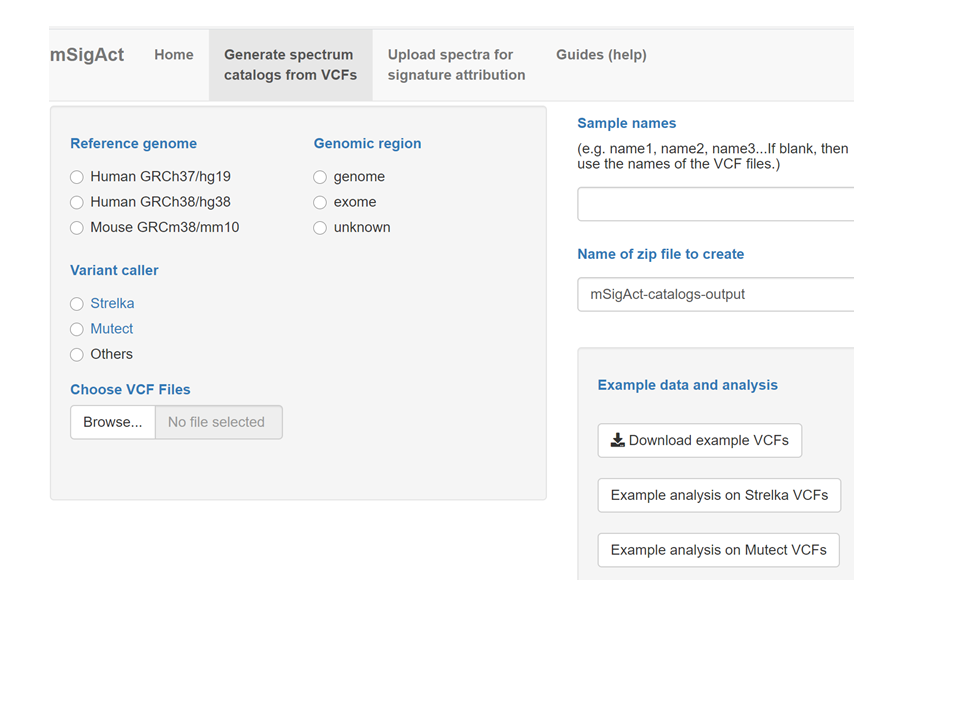 mSigAct
Home
Generate spectrum
catalogs from VCFs
Upload spectra for
signature attribution
Guides (help)
Reference genome
Human GRCh37/hg19
Human GRCh38/hg38
Mouse GRCm38/mm10
Genomic region
genome
exome
unknown
Variant caller
Strelka
Mutect
Others
Choose VCF Files
Browse... No file selected
Sample names
(e.g. name1, name2, name3...If blank, then
use the names of the VCF files.)
Name of zip file to create
mSigAct-catalogs-output
Example data and analysis
Download example VCFs
Example analysis on Strelka VCFs
Example analysis on Mutect VCFs